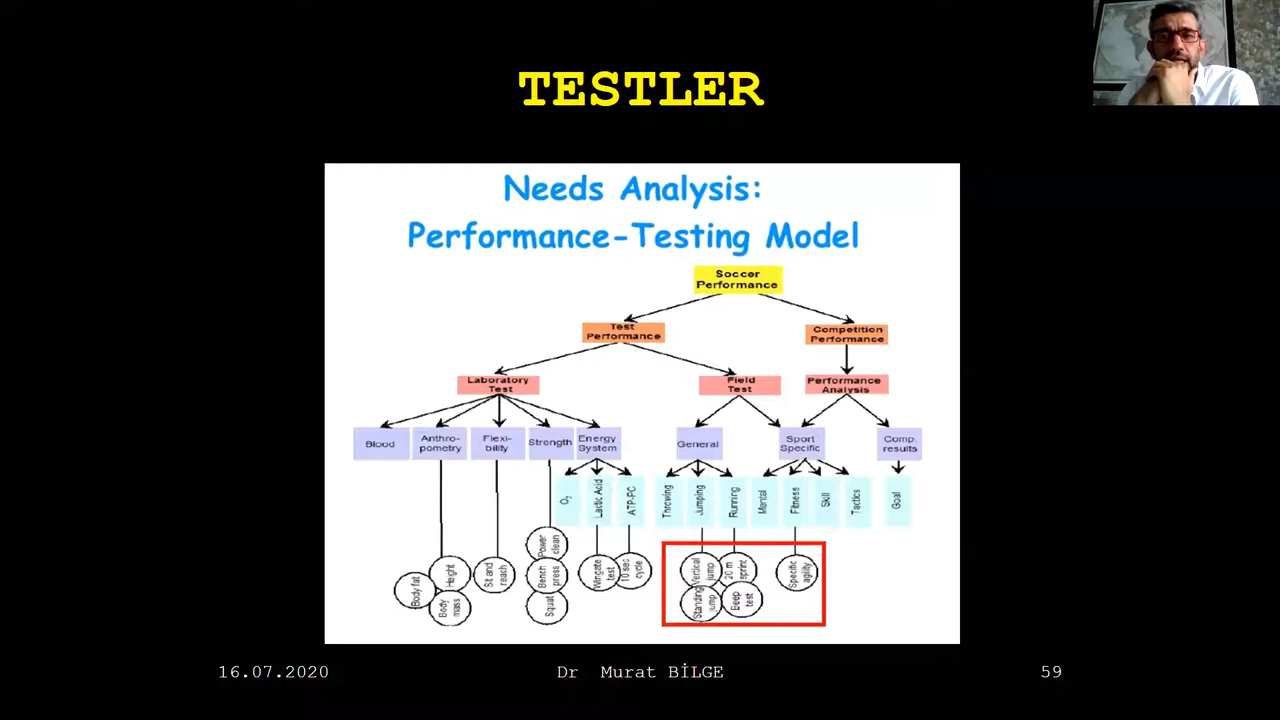 TESTLER
Needs Analysis:
Performance-Testing Model
Soccer
Performance
Test
Performance
Competition
Performance
Laboratory
Test
Field
Test
Performance
Analysis
Blood
Anthro-
pometry
Flexi-
bility
Strength
Energy
System
General
Sport
Specific
Comp.
results
O2
Lactic Acid
ATP-PC
Throwing
Jumping
Running
Mental
Fitness
Skill
Tactics
Goal
Body fat
Height
Body
mass
Sit and
reach
Power
clean
Bench
press
Squat
Wingate
test
10 sec
cycle
Vertical
jump
Standing
jump
20 m
sprint
Beep
test
Specific
agility
16.07.2020
Dr Murat BİLGE
59